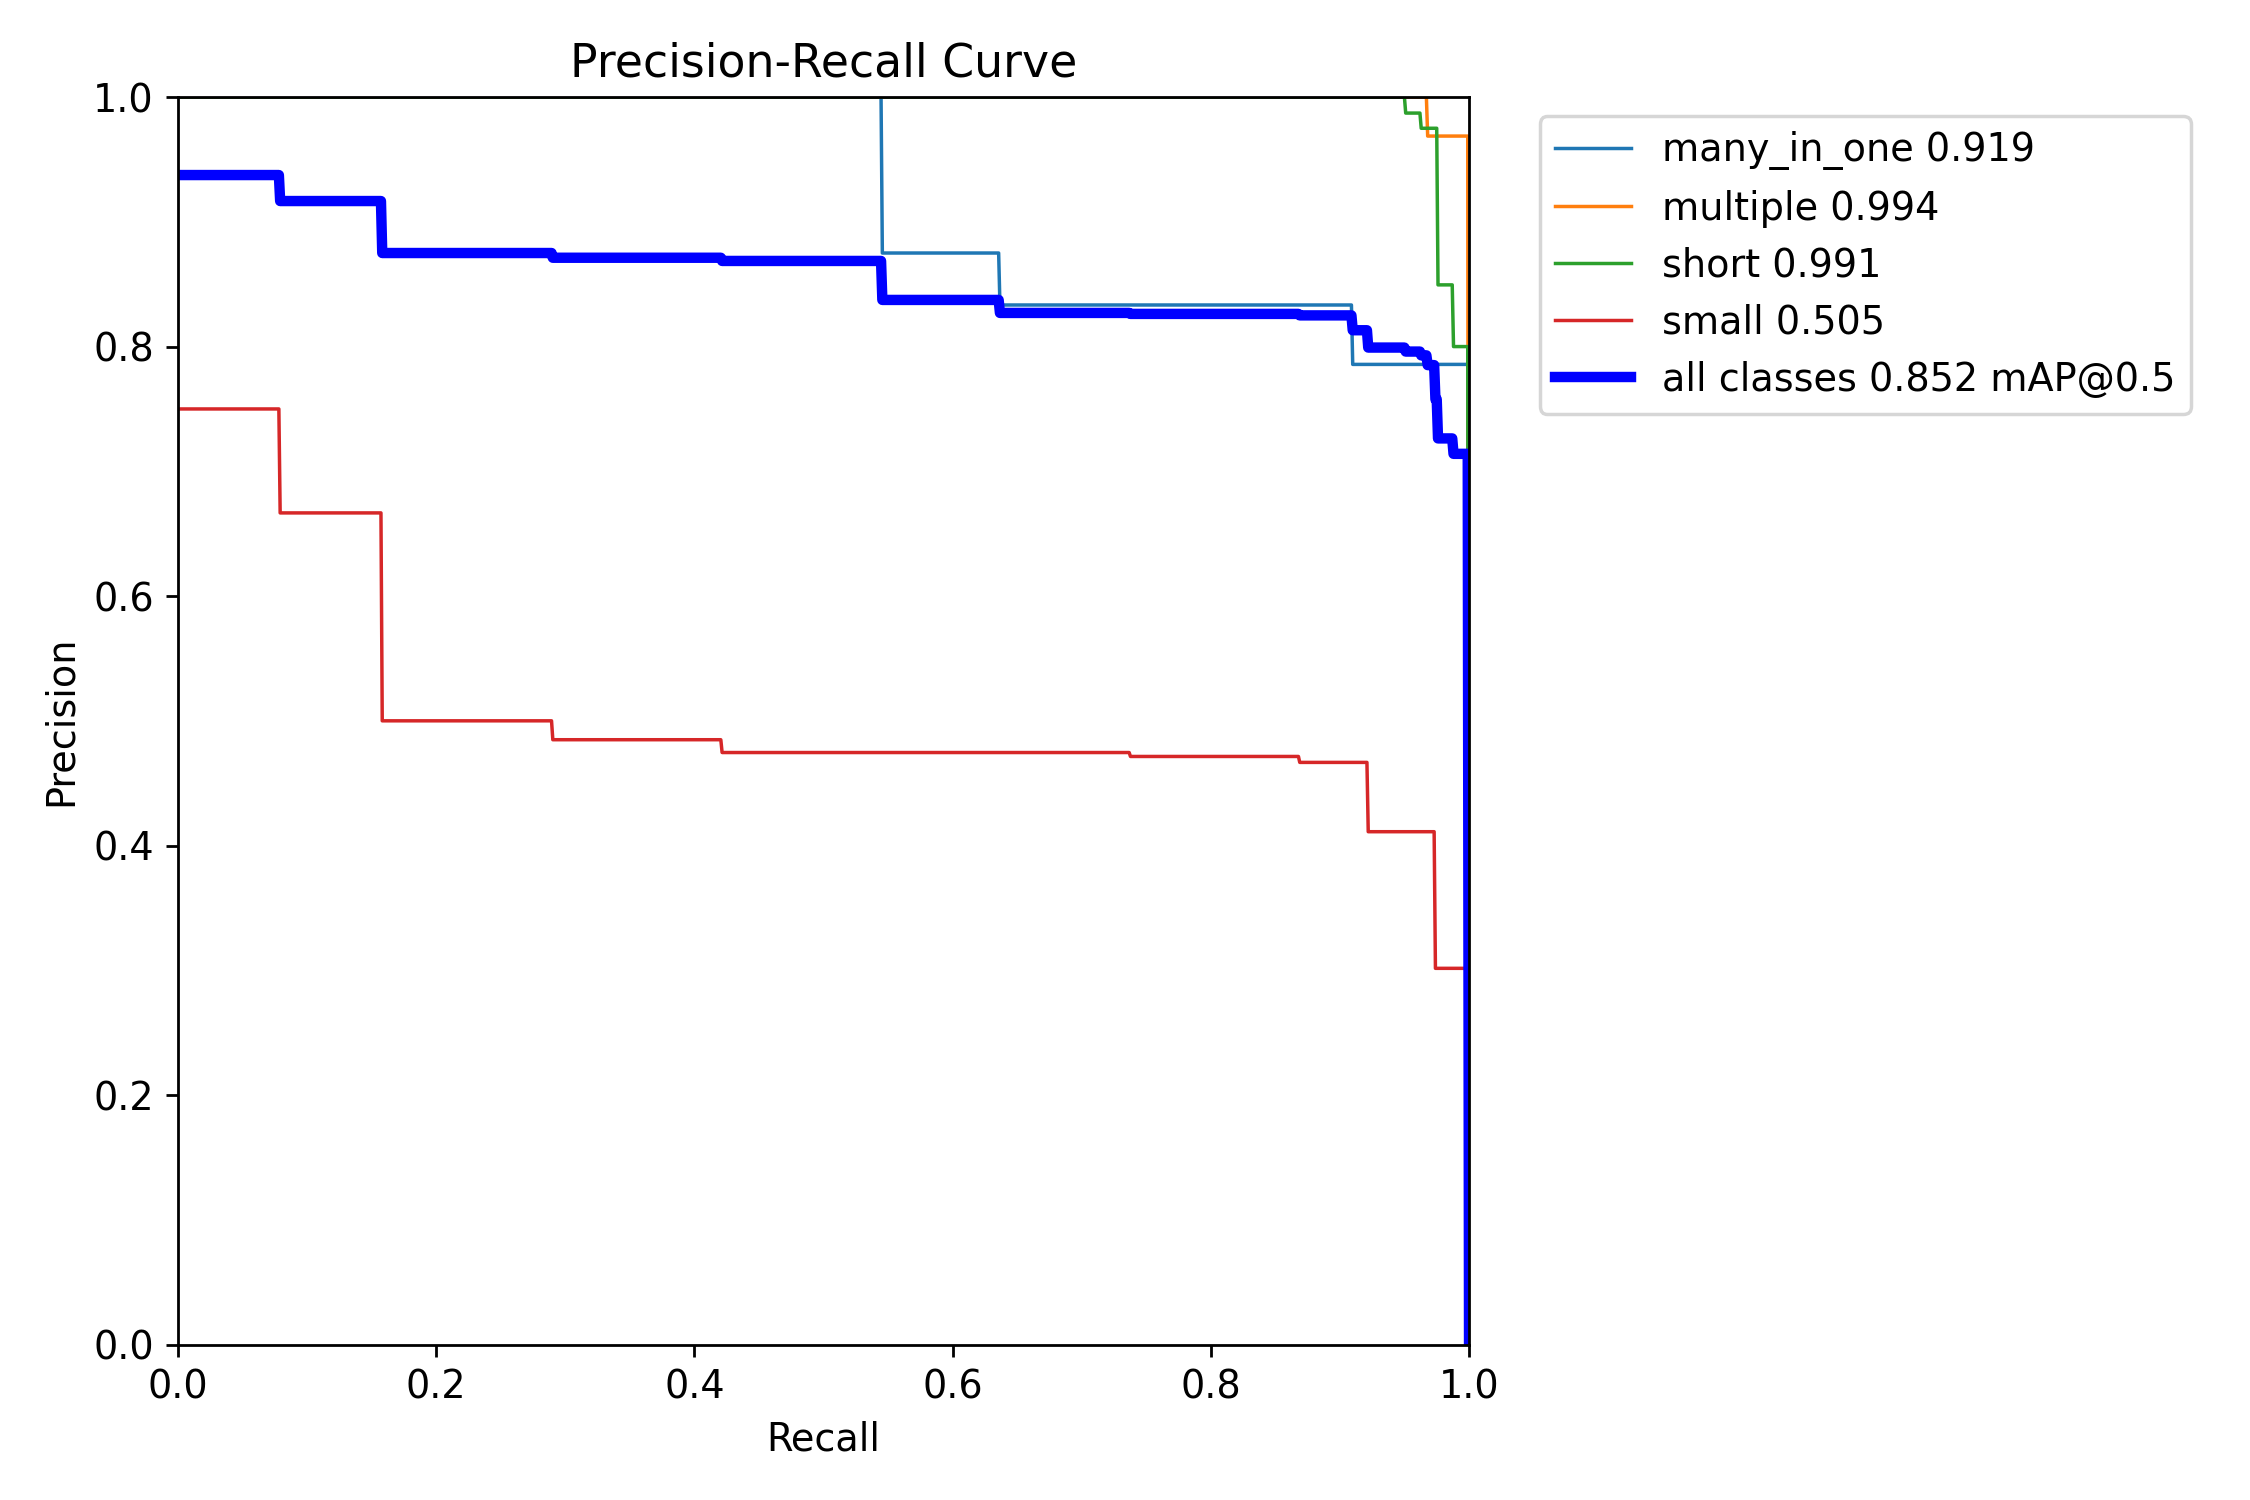 Precision-Recall Curve
1.0
0.8
0.6
0.4
0.2
0.0
Precision
0.0 0.2 0.4 0.6 0.8 1.0
Recall
many_in_one 0.919
multiple 0.994
short 0.991
small 0.505
all classes 0.852 mAP@0.5